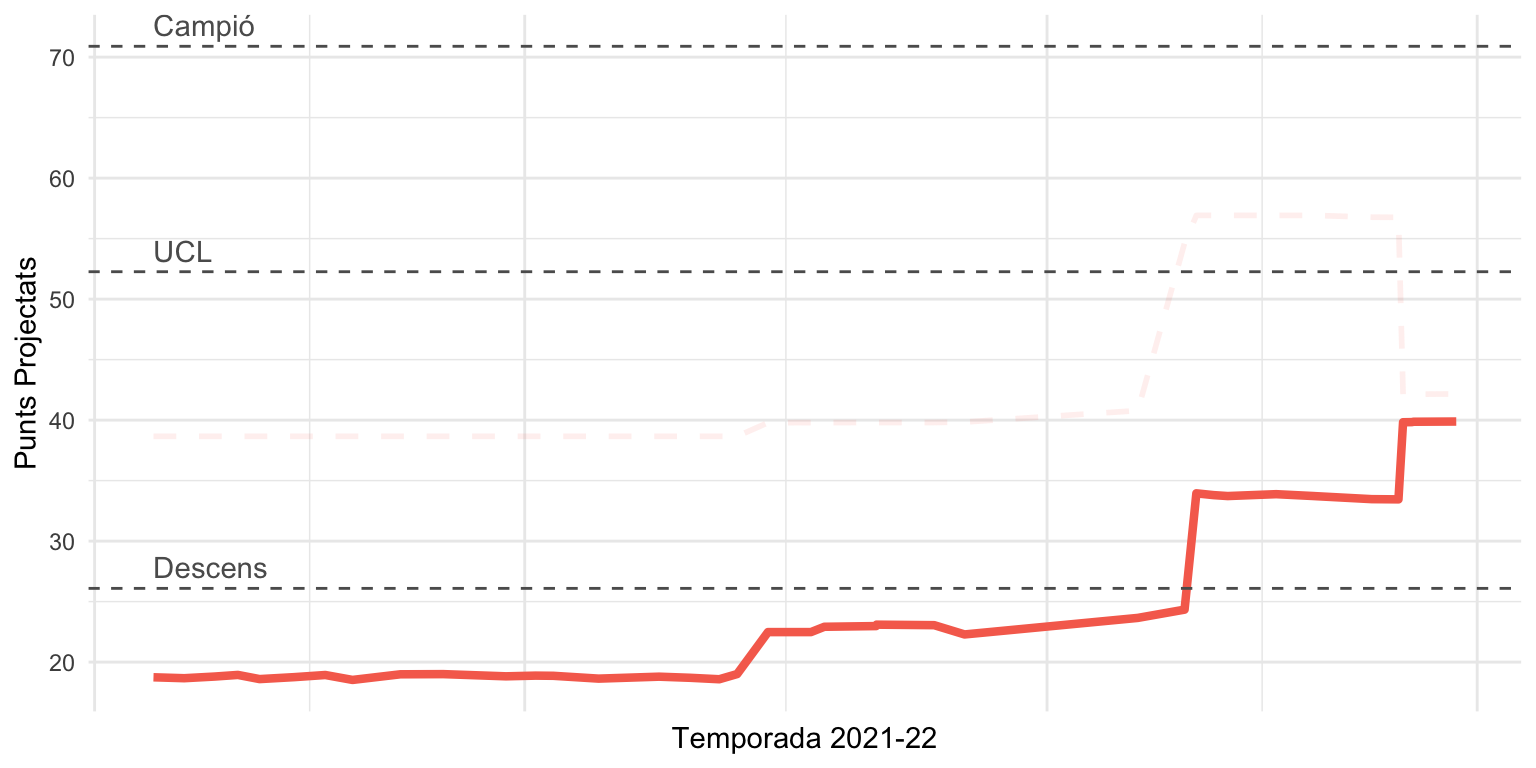 Campió
70
60
UCL
50
Punts Projectats
40
30
Descens
20
Temporada 2021-22